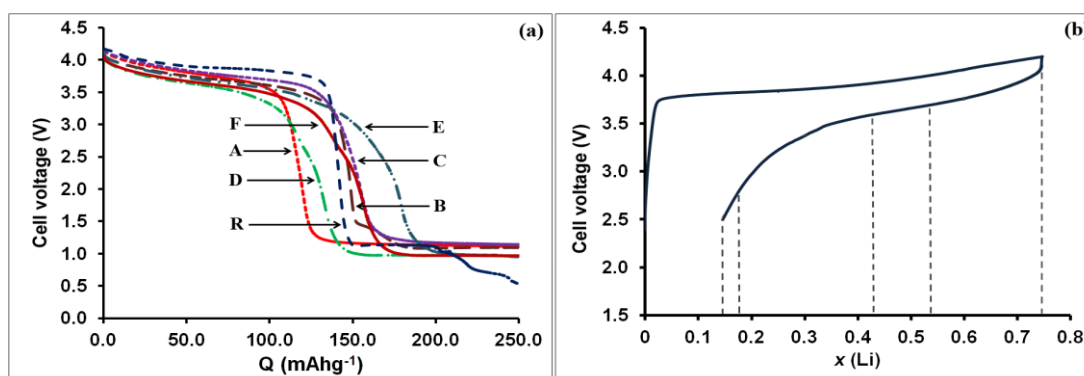 (a)
Cell voltage (V)
4.5
4.0
3.5
3.0
2.5
2.0
1.5
1.0
0.5
0.0
F
E
A
C
D
B
R
0.0 50.0 100.0 150.0 200.0 250.0
Q (mAhg-1)
(b)
Cell voltage (V)
4.5
4.0
3.5
3.0
2.5
2.0
1.5
0 0.1 0.2 0.3 0.4 0.5 0.6 0.7 0.8
x (Li)